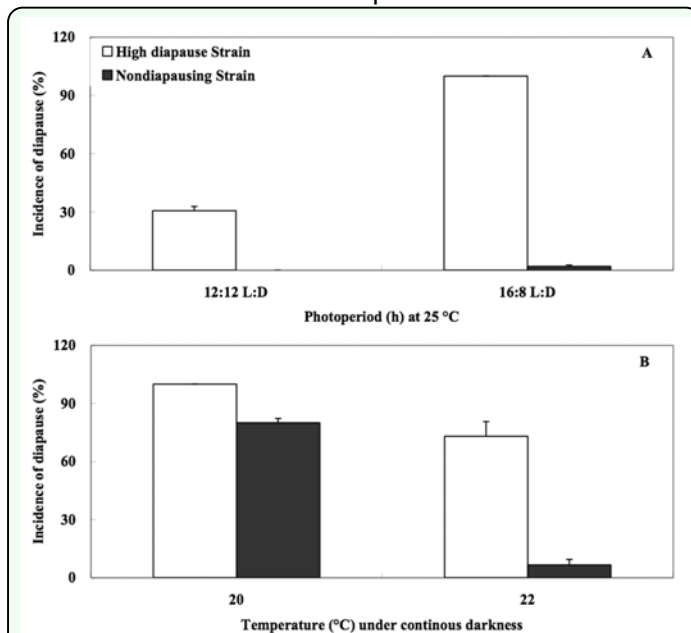 120
High diapause Strain
A
Nondiapausing Strain
90
60
30
0
Incidence of diapause (%)
12:12 L:D
16:8 L:D
Photoperiod (h) at 25 °C
120
B
90
60
30
0
Incidence of diapause (%)
20
22
Temperature (°C) under continous darkness